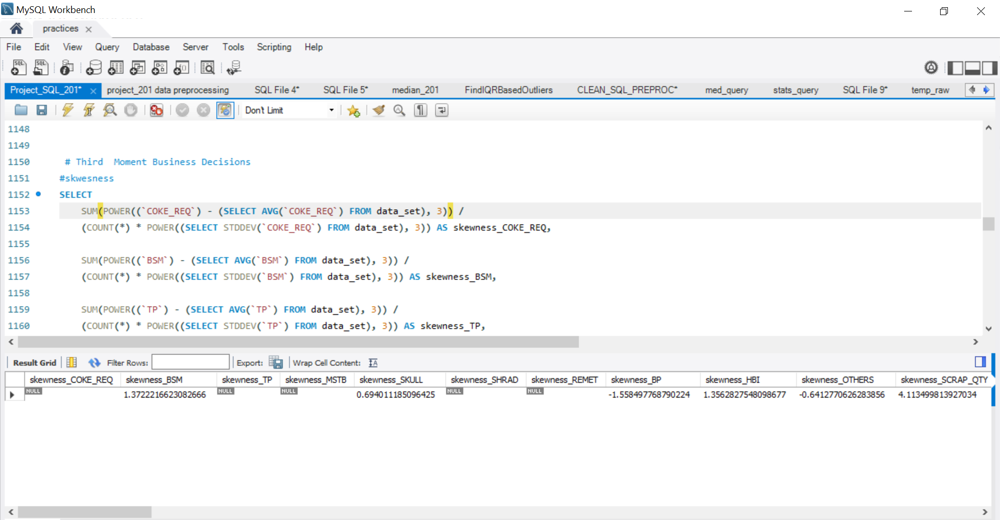 MySQL Workbench
practices
File Edit View Query Database Server Tools Scripting Help
Project_SQL_201* project_201 data preprocessing SQL File 4* SQL File 5* median_201 FindIQRBasedOutliers CLEAN_SQL_PREPROC* med_query stats_query SQL File 9* temp_raw
Don't Limit
1148
1149
1150 # Third  Moment Business Decisions
1151 #skwesness
1152 SELECT
1153 SUM(POWER((`COKE_REQ`) - (SELECT AVG(`COKE_REQ`) FROM data_set), 3)) /
1154 (COUNT(*) * POWER((SELECT STDDEV(`COKE_REQ`) FROM data_set), 3)) AS skewness_COKE_REQ,
1155
1156 SUM(POWER((`BSM`) - (SELECT AVG(`BSM`) FROM data_set), 3)) /
1157 (COUNT(*) * POWER((SELECT STDDEV(`BSM`) FROM data_set), 3)) AS skewness_BSM,
1158
1159 SUM(POWER((`TP`) - (SELECT AVG(`TP`) FROM data_set), 3)) /
1160 (COUNT(*) * POWER((SELECT STDDEV(`TP`) FROM data_set), 3)) AS skewness_TP,
Result Grid Filter Rows: Export: Wrap Cell Content:
skewness_COKE_REQ skewness_BSM skewness_TP skewness_MSTB skewness_SKULL skewness_SHRAD skewness_REMET skewness_BP skewness_HBI skewness_OTHERS skewness_SCRAP_QTY
NULL 1.3722216623082666 NULL NULL 0.694011185096425 NULL NULL -1.558497768790224 1.3562827548098677 -0.6412770626283856 4.113499813927034